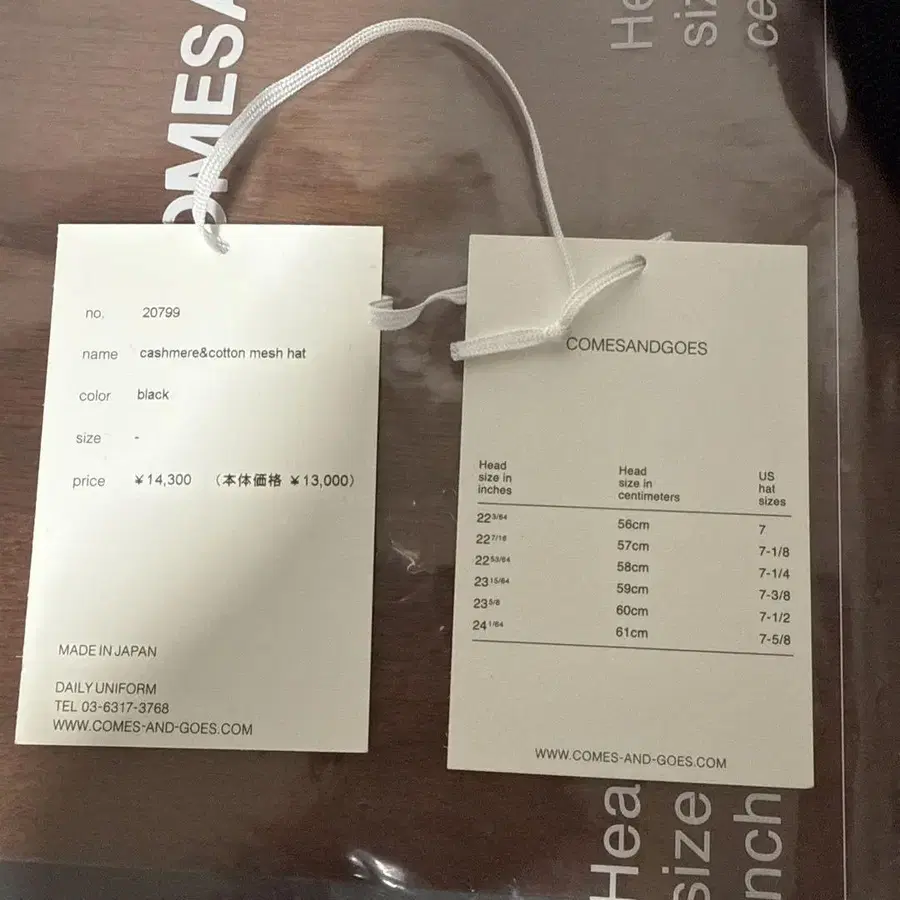 OMESA
He
siz
ce
no. 20799
name cashmere&cotton mesh hat
color black
size -
price ¥14,300 （本体価格 ¥13,000）
MADE IN JAPAN
DAILY UNIFORM
TEL 03-6317-3768
WWW.COMES-AND-GOES.COM
COMESANDGOES
Head size in inches Head size in centimeters US hat sizes
22 3/64 56cm 7
22 7/16 57cm 7-1/8
22 53/64 58cm 7-1/4
23 15/64 59cm 7-3/8
23 5/8 60cm 7-1/2
24 1/64 61cm 7-5/8
WWW.COMES-AND-GOES.COM
Hea
size
nch